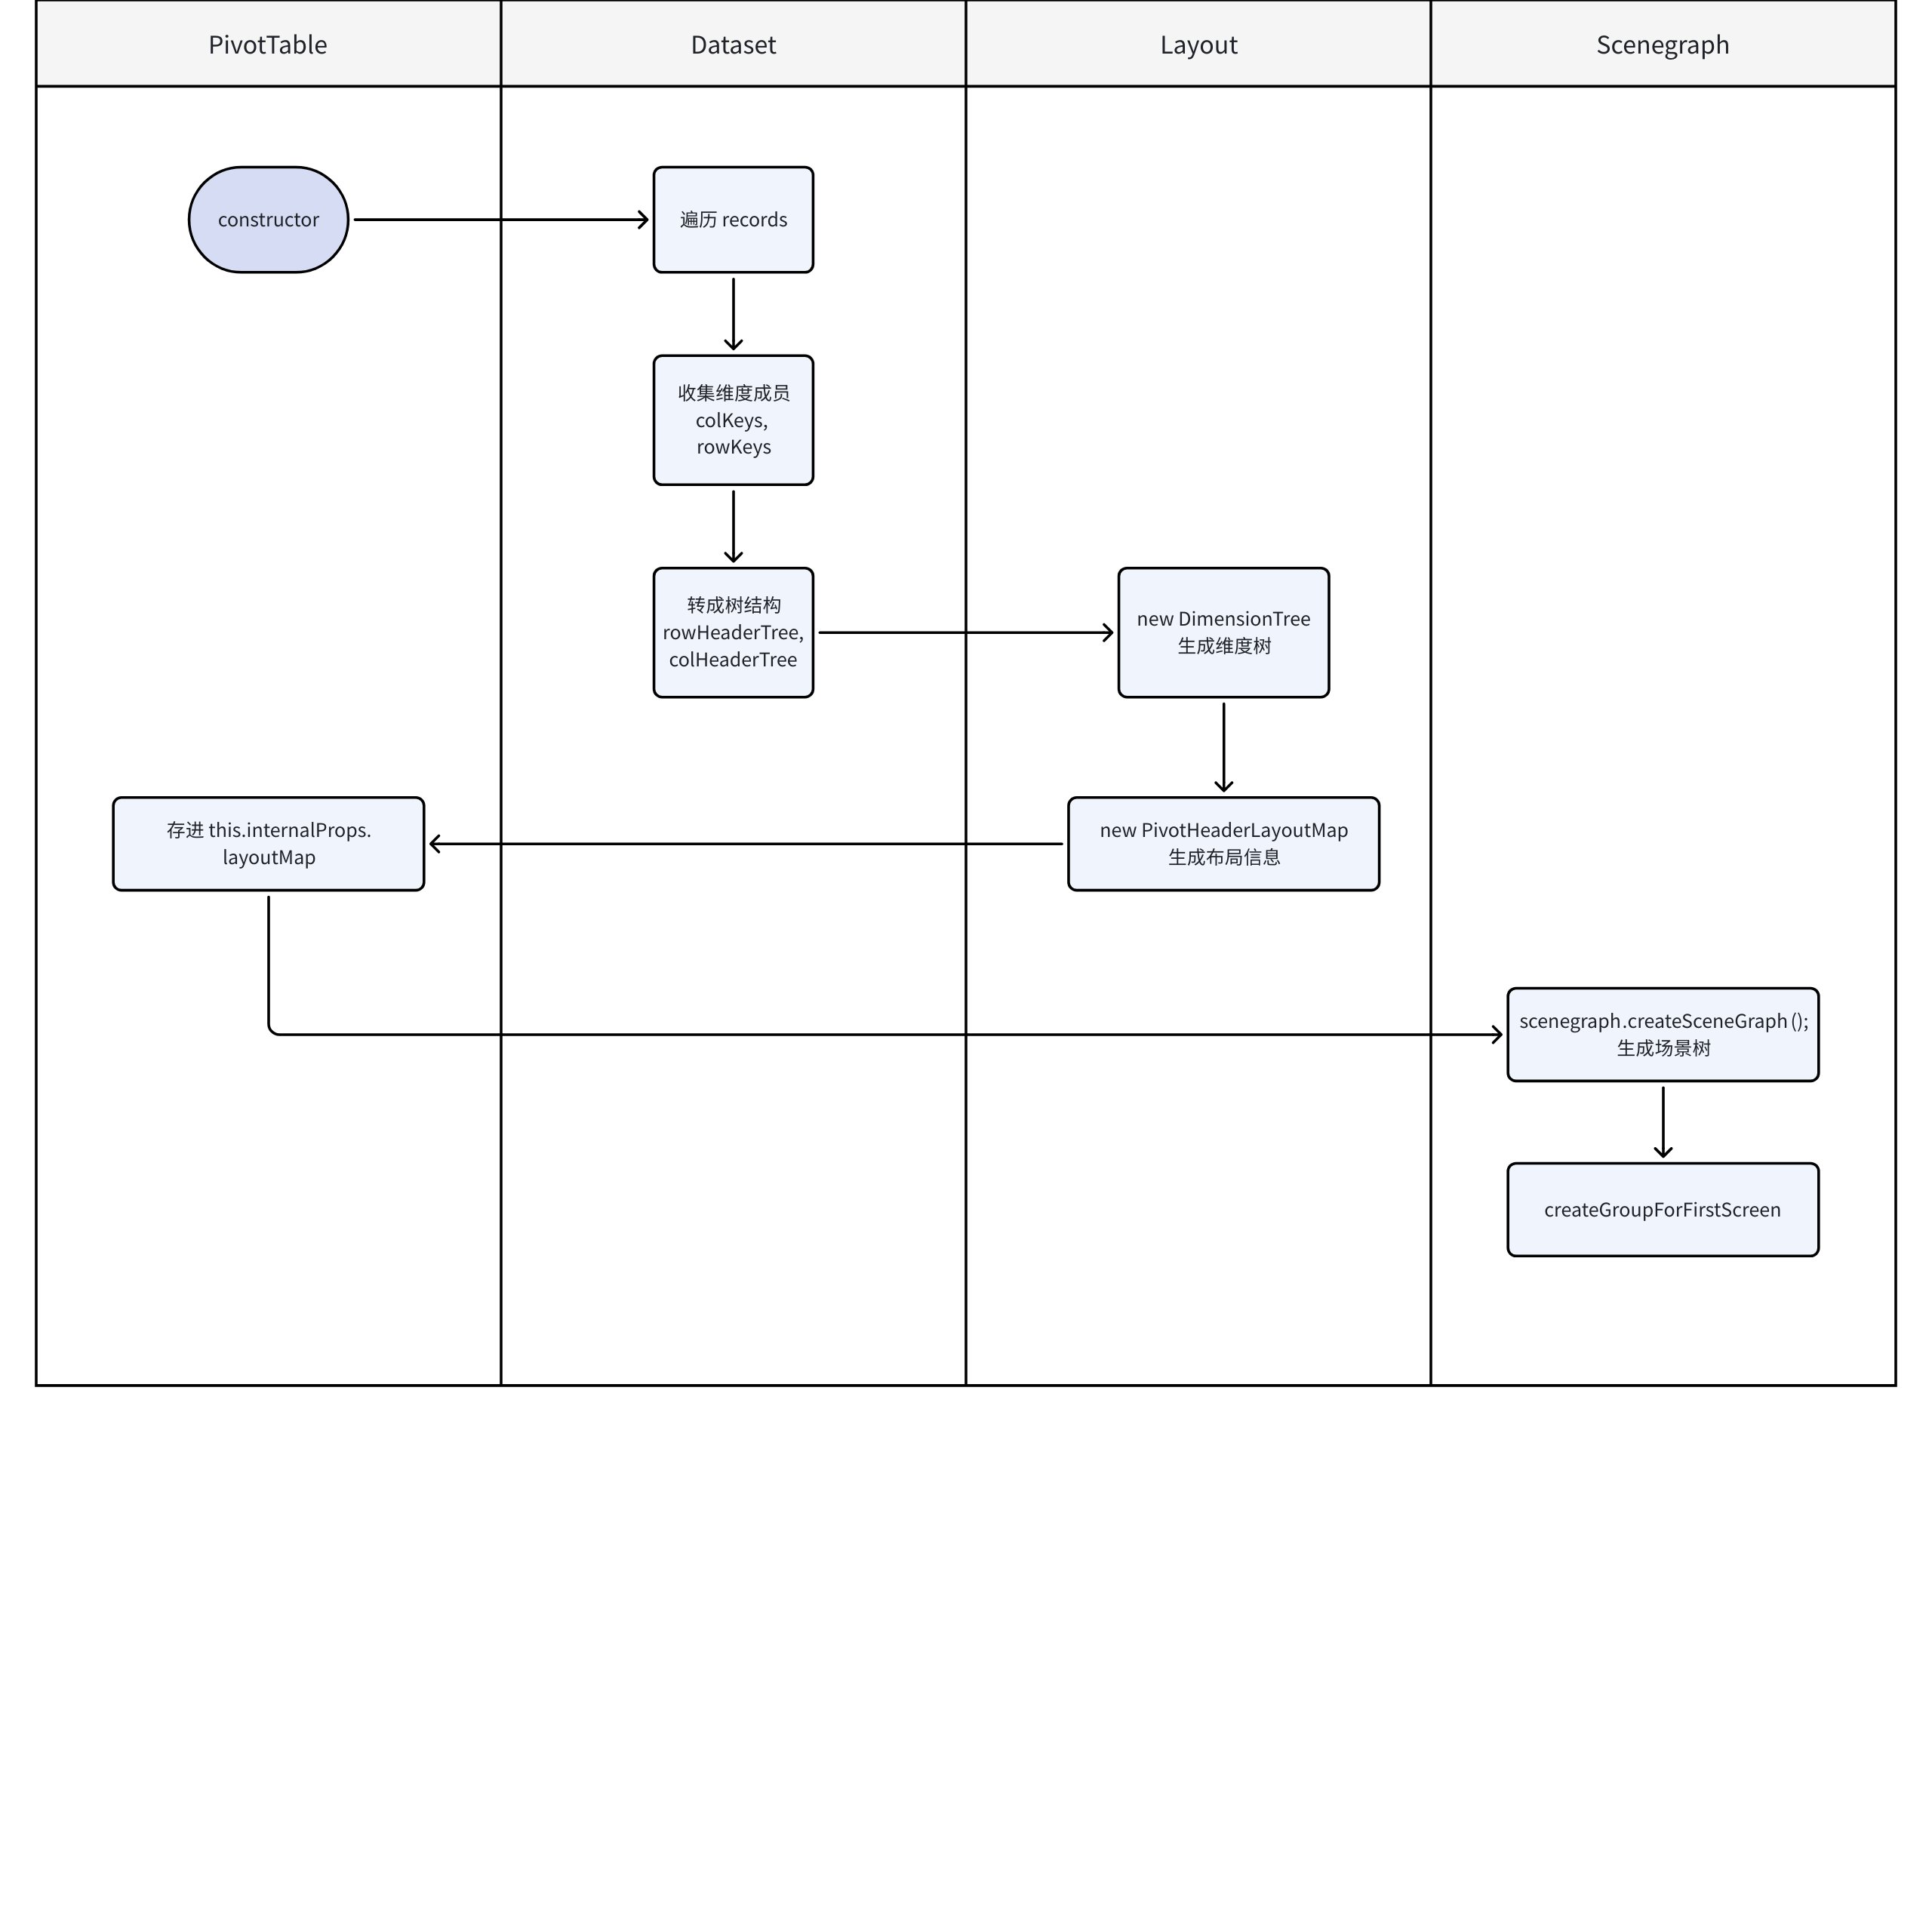 PivotTable
Dataset
Layout
Scenegraph
constructor
遍历 records
收集维度成员
colKeys,
rowKeys
转成树结构
rowHeaderTree,
colHeaderTree
new DimensionTree
生成维度树
存进 this.internalProps.
layoutMap
new PivotHeaderLayoutMap
生成布局信息
scenegraph.createSceneGraph();
生成场景树
createGroupForFirstScreen